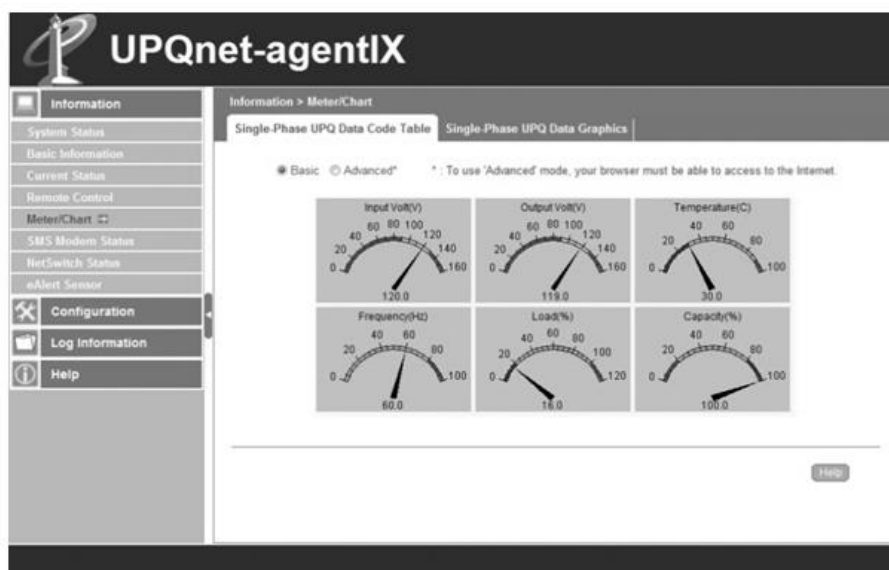 UPQnet-agentIX
Information
System Status
Basic Information
Current Status
Remote Control
Meter/Chart
SMS Modem Status
NetSwitch Status
eAlert Sensor
Configuration
Log Information
Help
Information > Meter/Chart
Single-Phase UPQ Data Code Table Single-Phase UPQ Data Graphics
Basic Advanced* * : To use 'Advanced' mode, your browser must be able to access to the Internet.
Input Volt(V)
0 20 40 60 80 100 120 140 160
120.0
Output Volt(V)
0 20 40 60 80 100 120 140 160
119.0
Temperature(C)
0 20 40 60 80 100
30.0
Frequency(Hz)
0 20 40 60 80 100
60.0
Load(%)
0 20 40 60 80 100 120
16.0
Capacity(%)
0 20 40 60 80 100
100.0
Help